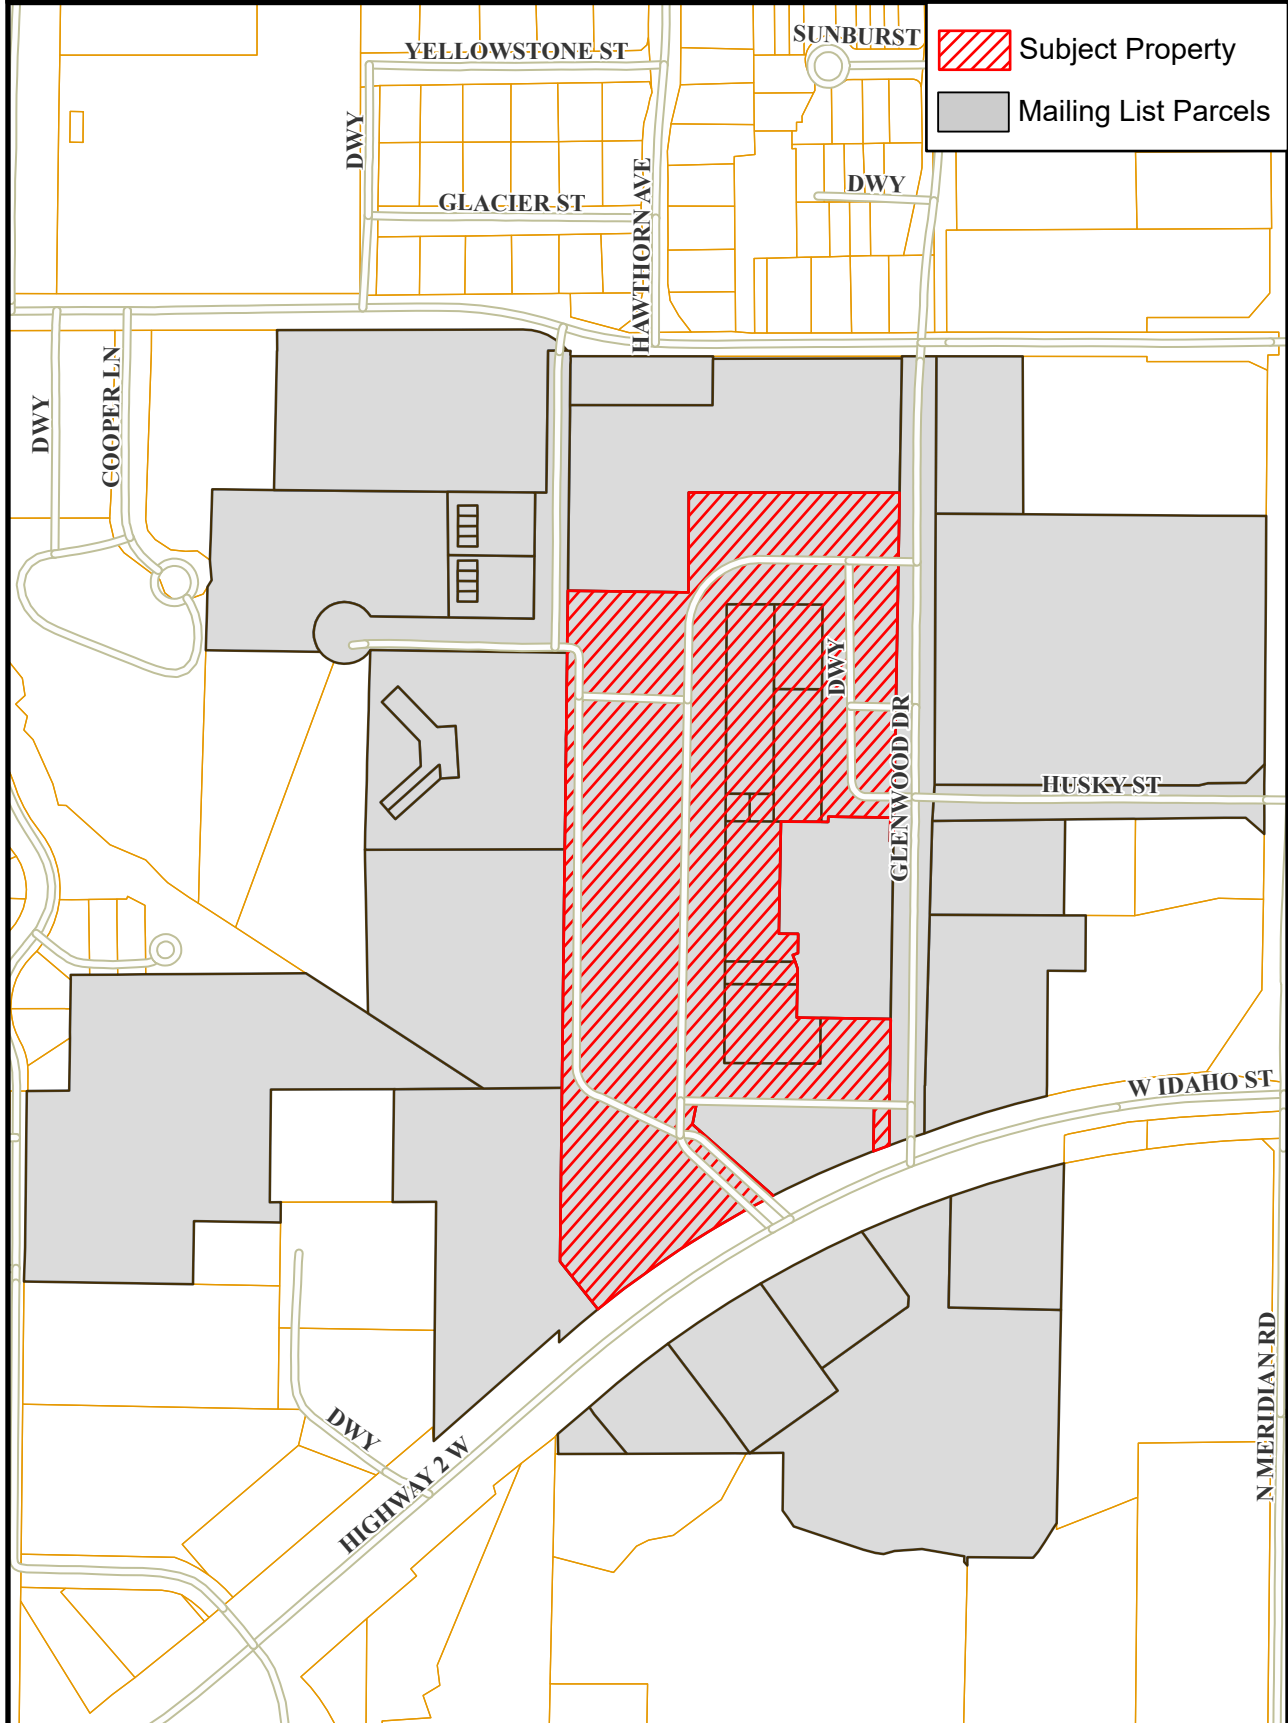 YELLOWSTONE ST
SUNBURST
Subject Property
Mailing List Parcels
DWY
GLACIER ST
HAWTHORN AVE
DWY
DWY
COOPER LN
DWY
GLENWOOD DR
HUSKY ST
W IDAHO ST
DWY
HIGHWAY 2 W
N MERIDIAN RD